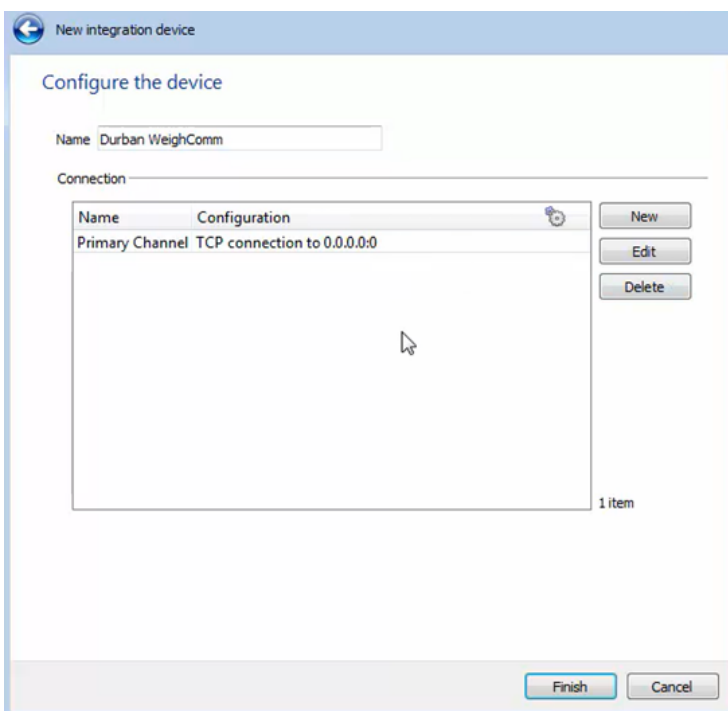 New integration device
Configure the device
Name Durban WeighComm
Connection
Name Configuration
New
Primary Channel TCP connection to 0.0.0.0:0
Edit
Delete
1 item
Finish Cancel